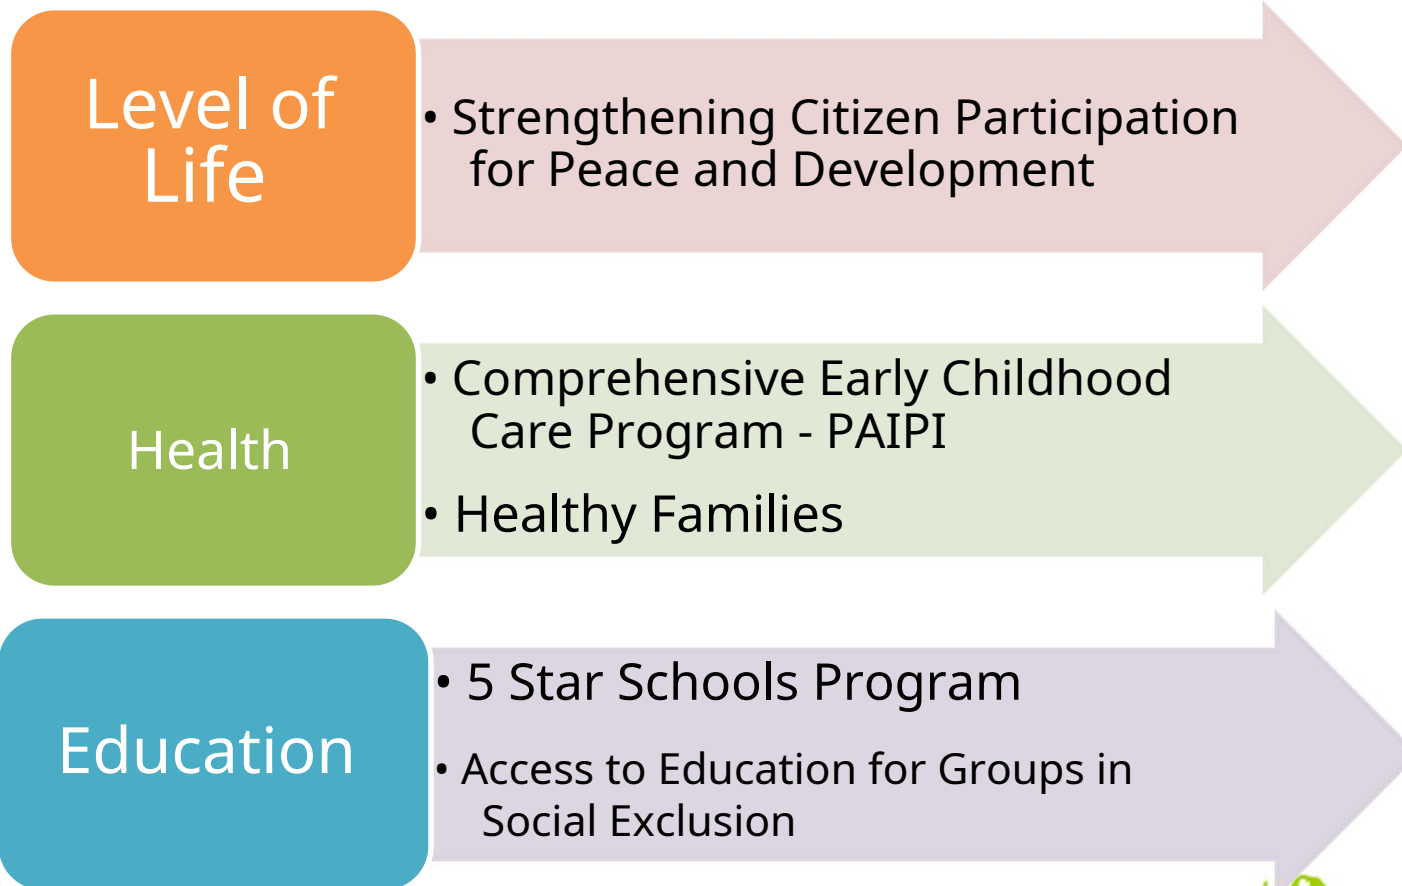 Level of
Life
• Strengthening Citizen Participation
for Peace and Development
Health
• Comprehensive Early Childhood
Care Program - PAIPI
• Healthy Families
Education
• 5 Star Schools Program
• Access to Education for Groups in
Social Exclusion